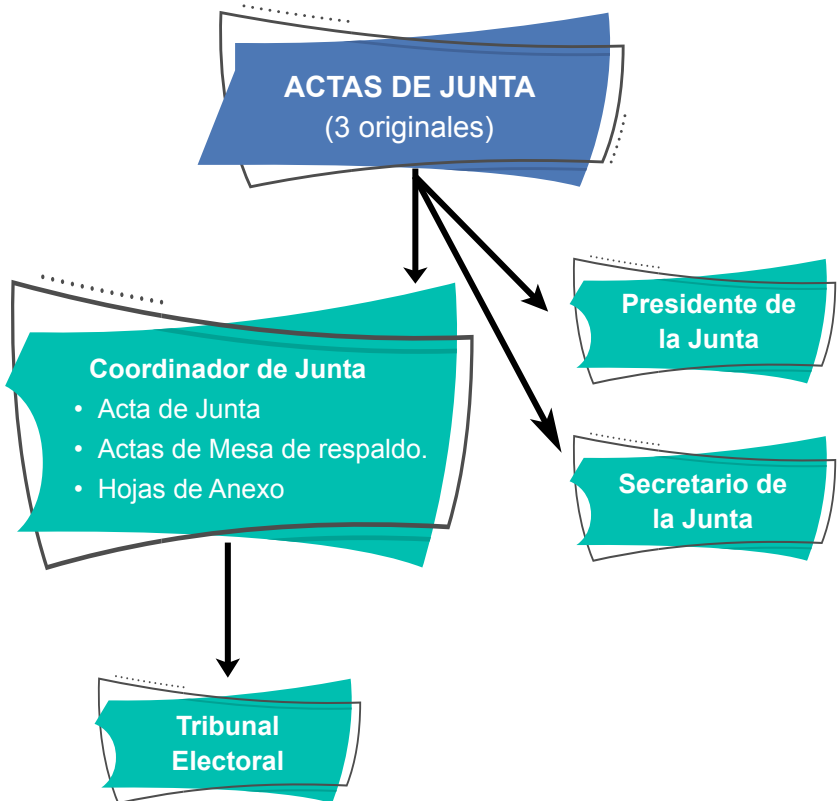 ACTAS DE JUNTA
(3 originales)
Coordinador de Junta
• Acta de Junta
• Actas de Mesa de respaldo.
• Hojas de Anexo
Presidente de
la Junta
Secretario de
la Junta
Tribunal
Electoral